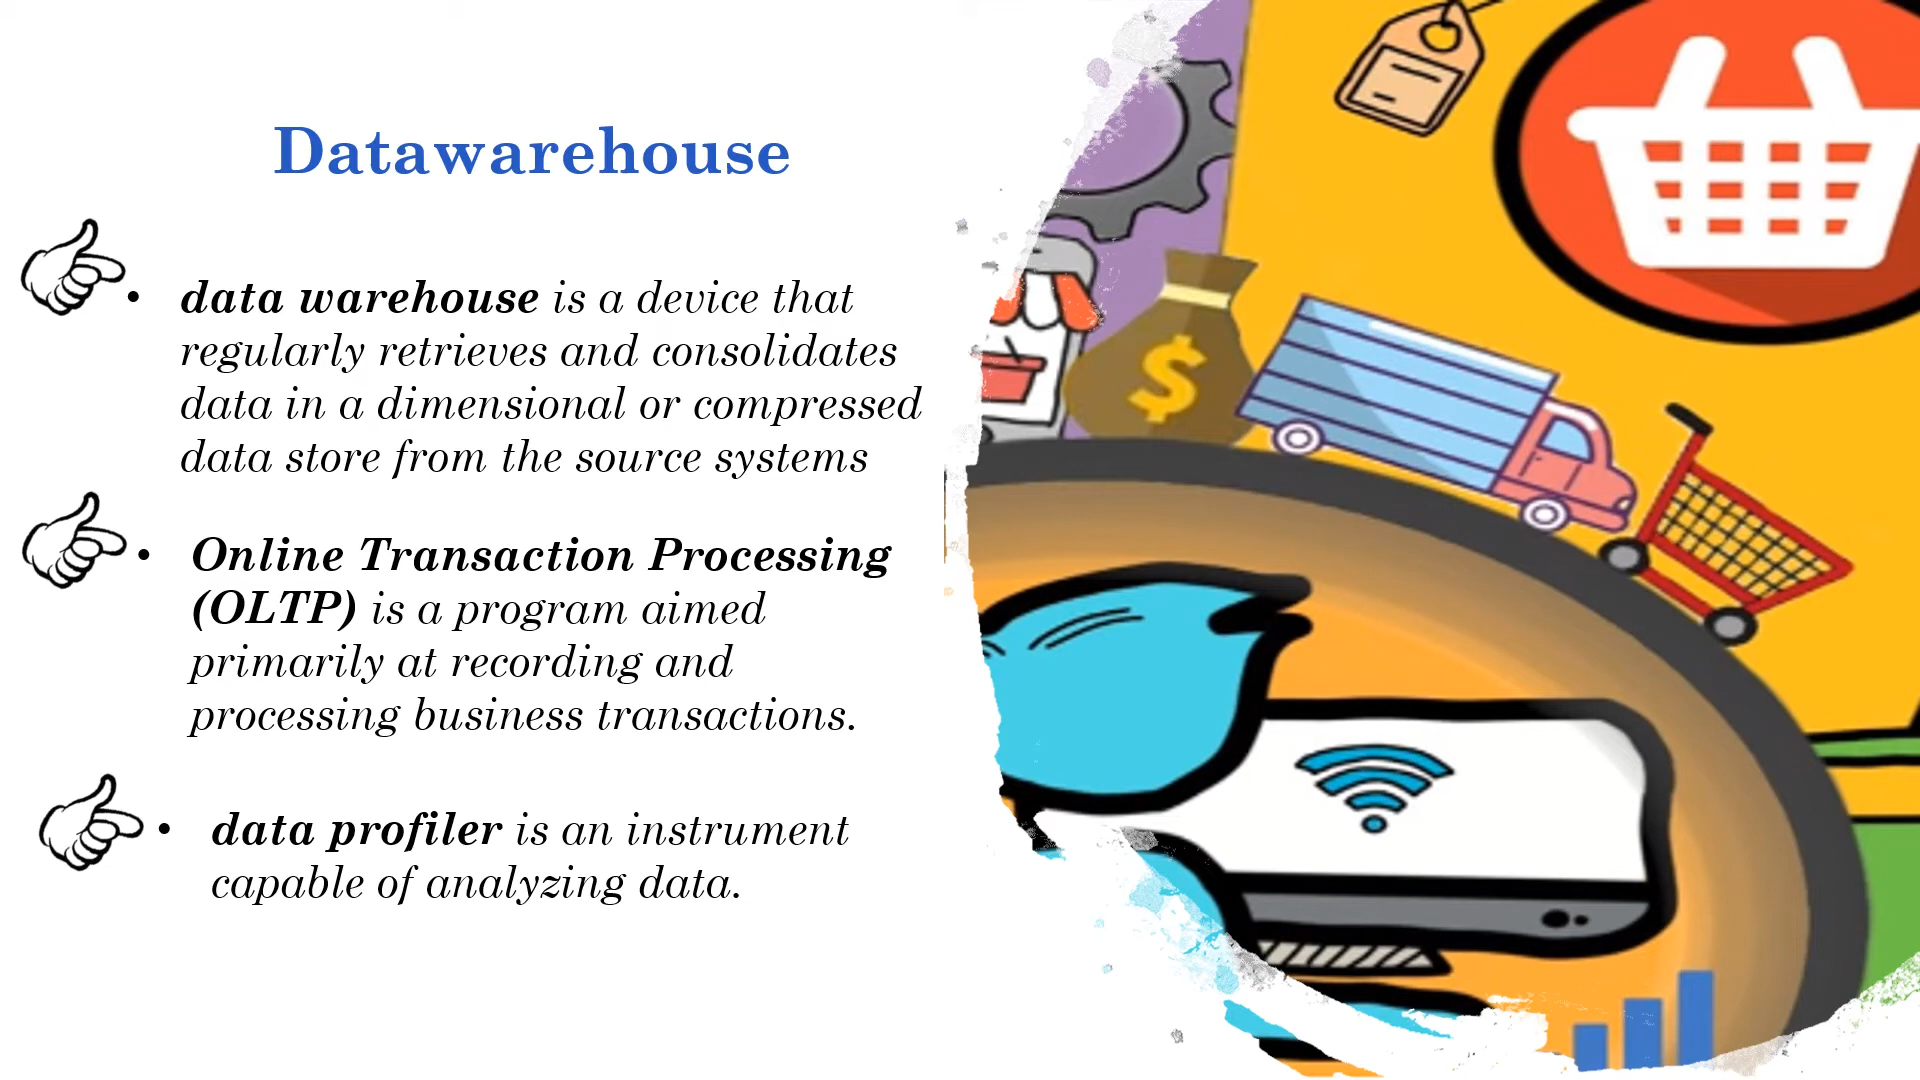 Datawarehouse
• data warehouse is a device that
regularly retrieves and consolidates
data in a dimensional or compressed
data store from the source systems
• Online Transaction Processing
(OLTP) is a program aimed
primarily at recording and
processing business transactions.
• data profiler is an instrument
capable of analyzing data.
$